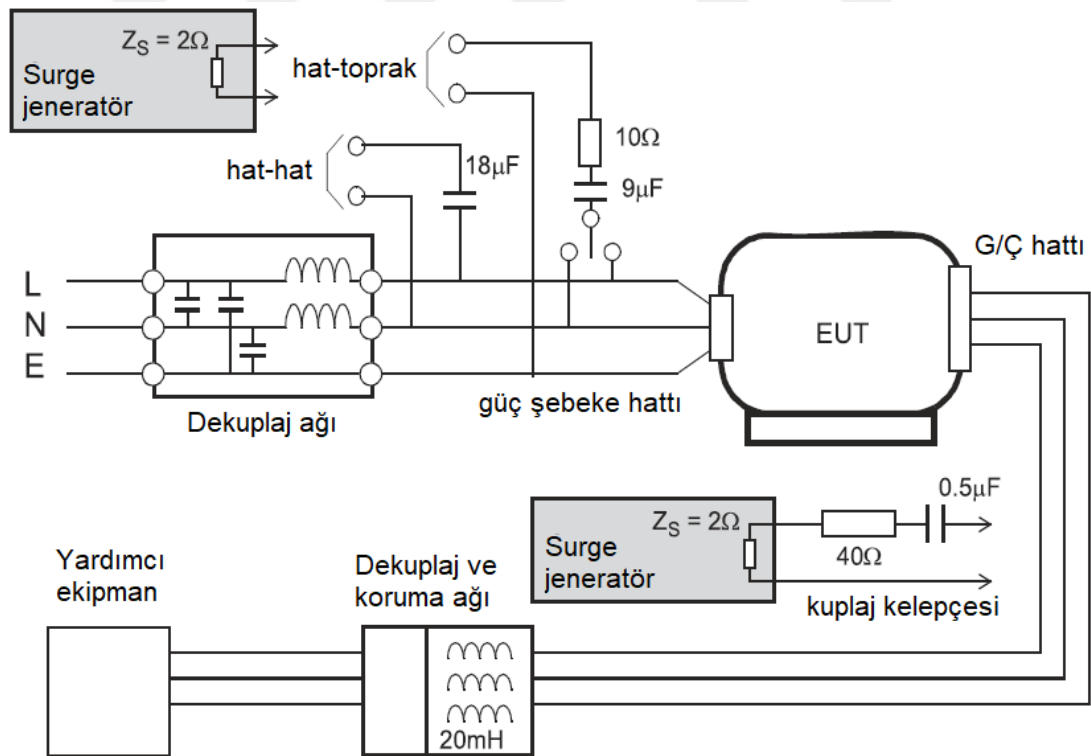 Z_S = 2Ω
Surge
jeneratör
hat-toprak
hat-hat
18µF
10Ω
9µF
G/Ç hattı
L
N
E
EUT
Dekuplaj ağı
güç şebeke hattı
Z_S = 2Ω
Surge
jeneratör
40Ω
0.5µF
kuplaj kelepçesi
Yardımcı
ekipman
Dekuplaj ve
koruma ağı
20mH